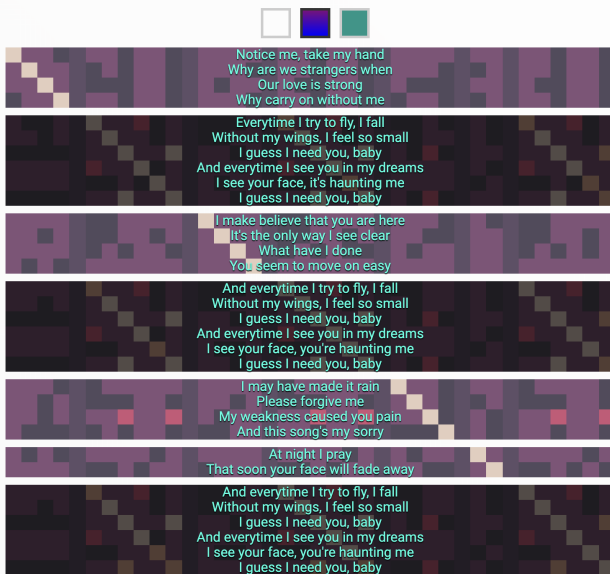 Notice me, take my hand
Why are we strangers when
Our love is strong
Why carry on without me
Everytime I try to fly, I fall
Without my wings, I feel so small
I guess I need you, baby
And everytime I see you in my dreams
I see your face, it's haunting me
I guess I need you, baby
I make believe that you are here
It's the only way I see clear
What have I done
You seem to move on easy
And everytime I try to fly, I fall
Without my wings, I feel so small
I guess I need you, baby
And everytime I see you in my dreams
I see your face, you're haunting me
I guess I need you, baby
I may have made it rain
Please forgive me
My weakness caused you pain
And this song's my sorry
At night I pray
That soon your face will fade away
And everytime I try to fly, I fall
Without my wings, I feel so small
I guess I need you, baby
And everytime I see you in my dreams
I see your face, you're haunting me
I guess I need you, baby